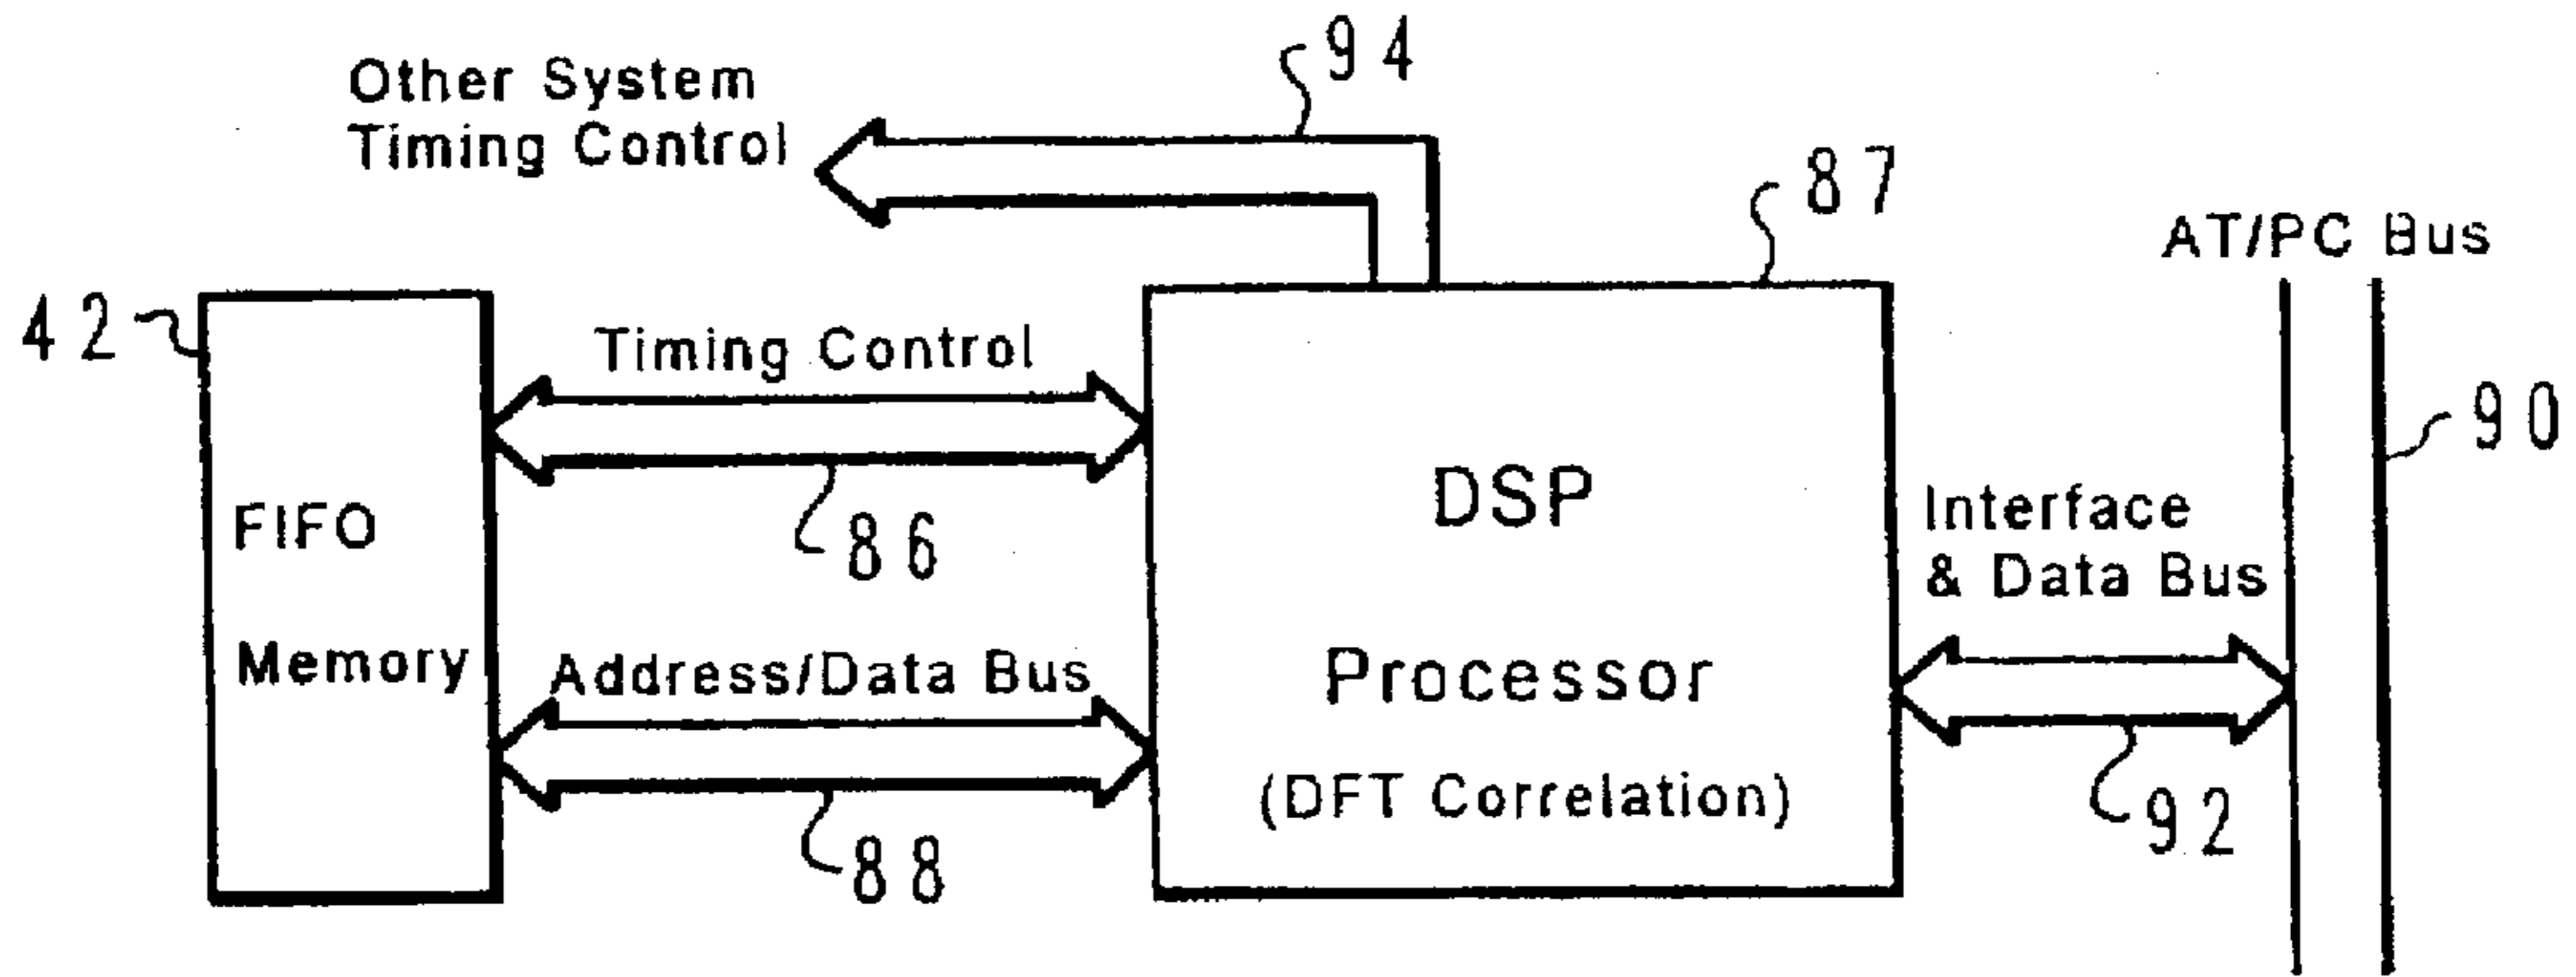 Other System
Timing Control
94
87
AT/PC Bus
42
Timing Control
90
86
FIFO
Memory
DSP
Processor
(DFT Correlation)
Interface
& Data Bus
Address/Data Bus
88
92